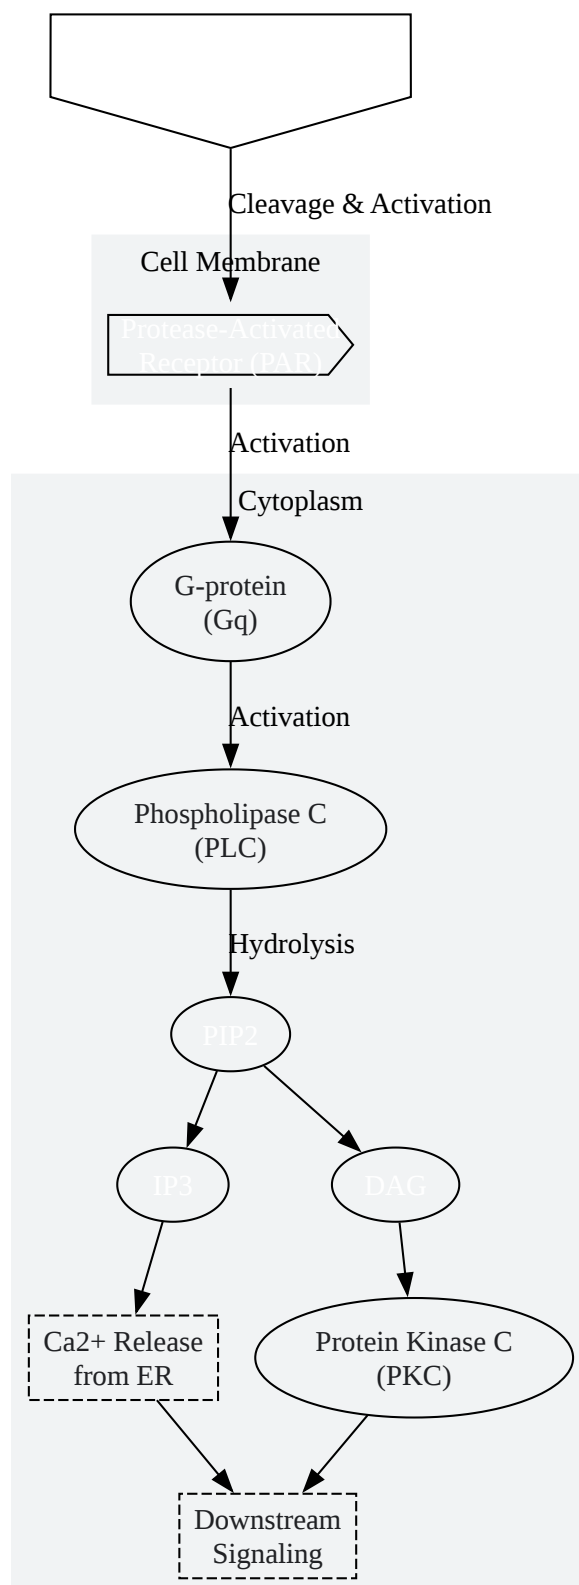 Cleavage & Activation
Cell Membrane
Protease-Activated
Receptor (PAR)
Activation
Cytoplasm
G-protein
(Gq)
Activation
Phospholipase C
(PLC)
Hydrolysis
PIP2
IP3
DAG
Ca2+ Release
from ER
Protein Kinase C
(PKC)
Downstream
Signaling